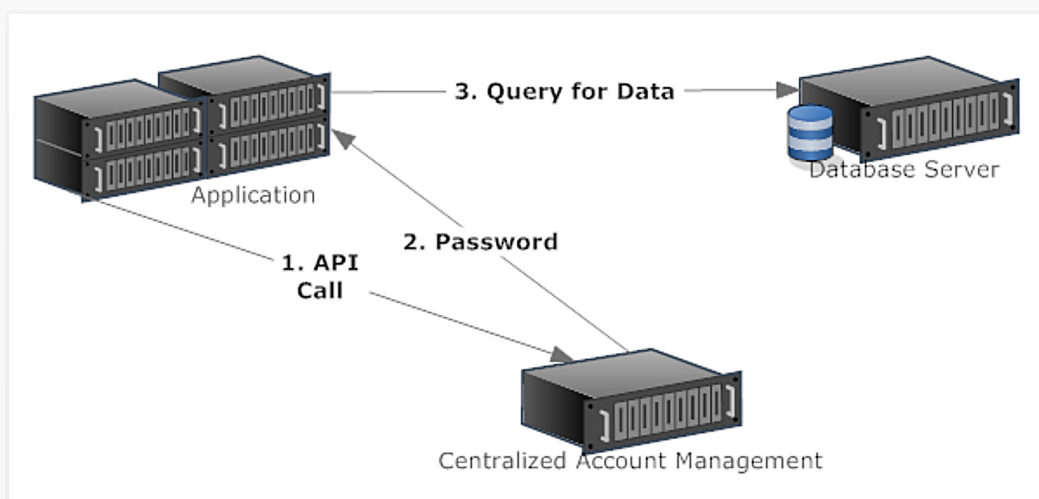 3. Query for Data
Database Server
Application
2. Password
1. API
Call
Centralized Account Management